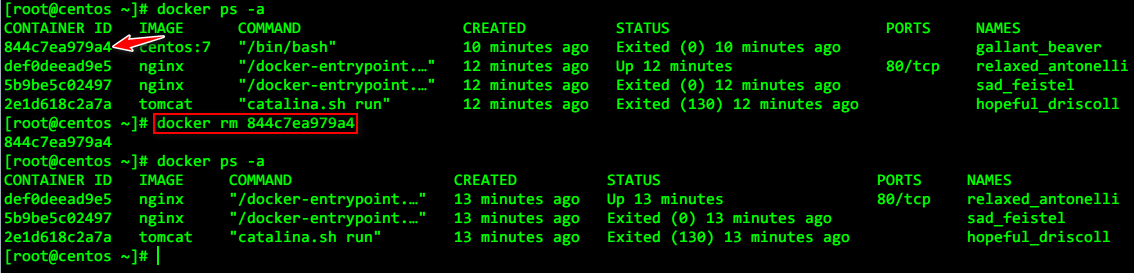 [root@centos ~]# docker ps -a
CONTAINER ID   IMAGE      COMMAND                  CREATED          STATUS                        PORTS     NAMES
844c7ea979a4   centos:7   "/bin/bash"              10 minutes ago   Exited (0) 10 minutes ago               gallant_beaver
def0deead9e5   nginx      "/docker-entrypoint.…"   12 minutes ago   Up 12 minutes                 80/tcp    relaxed_antonelli
5b9be5c02497   nginx      "/docker-entrypoint.…"   12 minutes ago   Exited (0) 12 minutes ago               sad_feistel
2e1d618c2a7a   tomcat     "catalina.sh run"        12 minutes ago   Exited (130) 12 minutes ago             hopeful_driscoll
[root@centos ~]# docker rm 844c7ea979a4
844c7ea979a4
[root@centos ~]# docker ps -a
CONTAINER ID   IMAGE     COMMAND                  CREATED          STATUS                        PORTS     NAMES
def0deead9e5   nginx     "/docker-entrypoint.…"   13 minutes ago   Up 13 minutes                 80/tcp    relaxed_antonelli
5b9be5c02497   nginx     "/docker-entrypoint.…"   13 minutes ago   Exited (0) 13 minutes ago               sad_feistel
2e1d618c2a7a   tomcat    "catalina.sh run"        13 minutes ago   Exited (130) 13 minutes ago             hopeful_driscoll
[root@centos ~]#